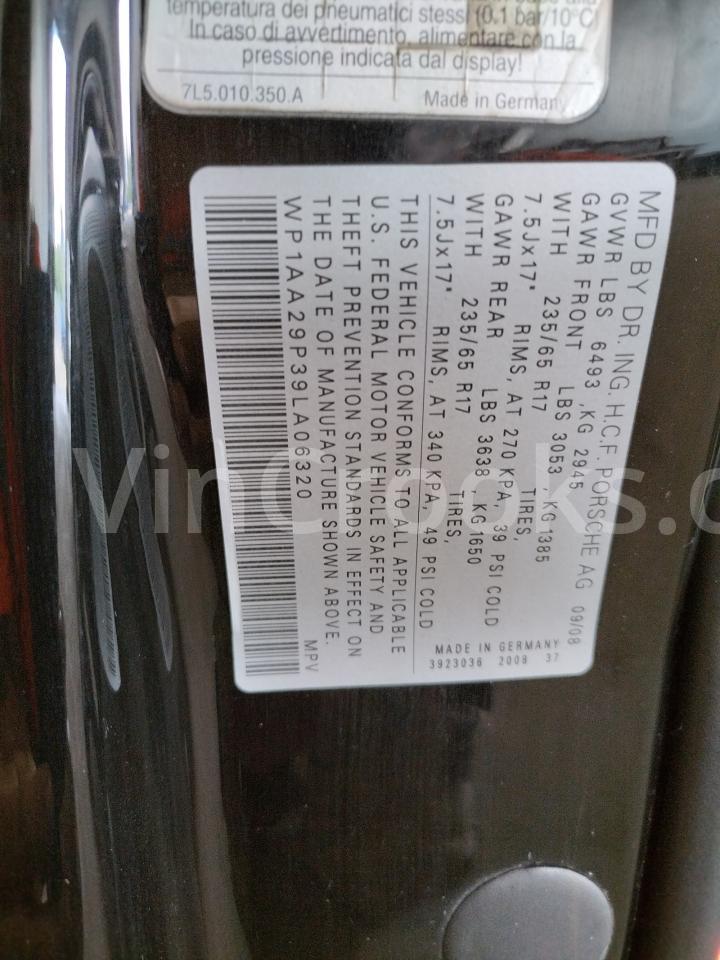 temperatura dei pneumatici stessi (0.1 bar/10°C)
In caso di avvertimento, alimentare con la
pressione indicata dal display!
7L5.010.350.A Made in Germany
MFD BY DR. ING. H.C.F. PORSCHE AG 09/08
GVWR LBS 6493 ,KG 2945
GAWR FRONT LBS 3053 , KG1385
WITH 235/65 R17 TIRES,
7.5Jx17" RIMS, AT 270 KPA, 39 PSI COLD
GAWR REAR LBS 3638, KG1650
WITH 235/65 R17 TIRES,
7.5Jx17" RIMS, AT 340 KPA, 49 PSI COLD
MADE IN GERMANY
3923036 2008 37
THIS VEHICLE CONFORMS TO ALL APPLICABLE
U.S. FEDERAL MOTOR VEHICLE SAFETY AND
THEFT PREVENTION STANDARDS IN EFFECT ON
THE DATE OF MANUFACTURE SHOWN ABOVE.
WP1AA29P39LA06320 MPV
VinCrooks.c